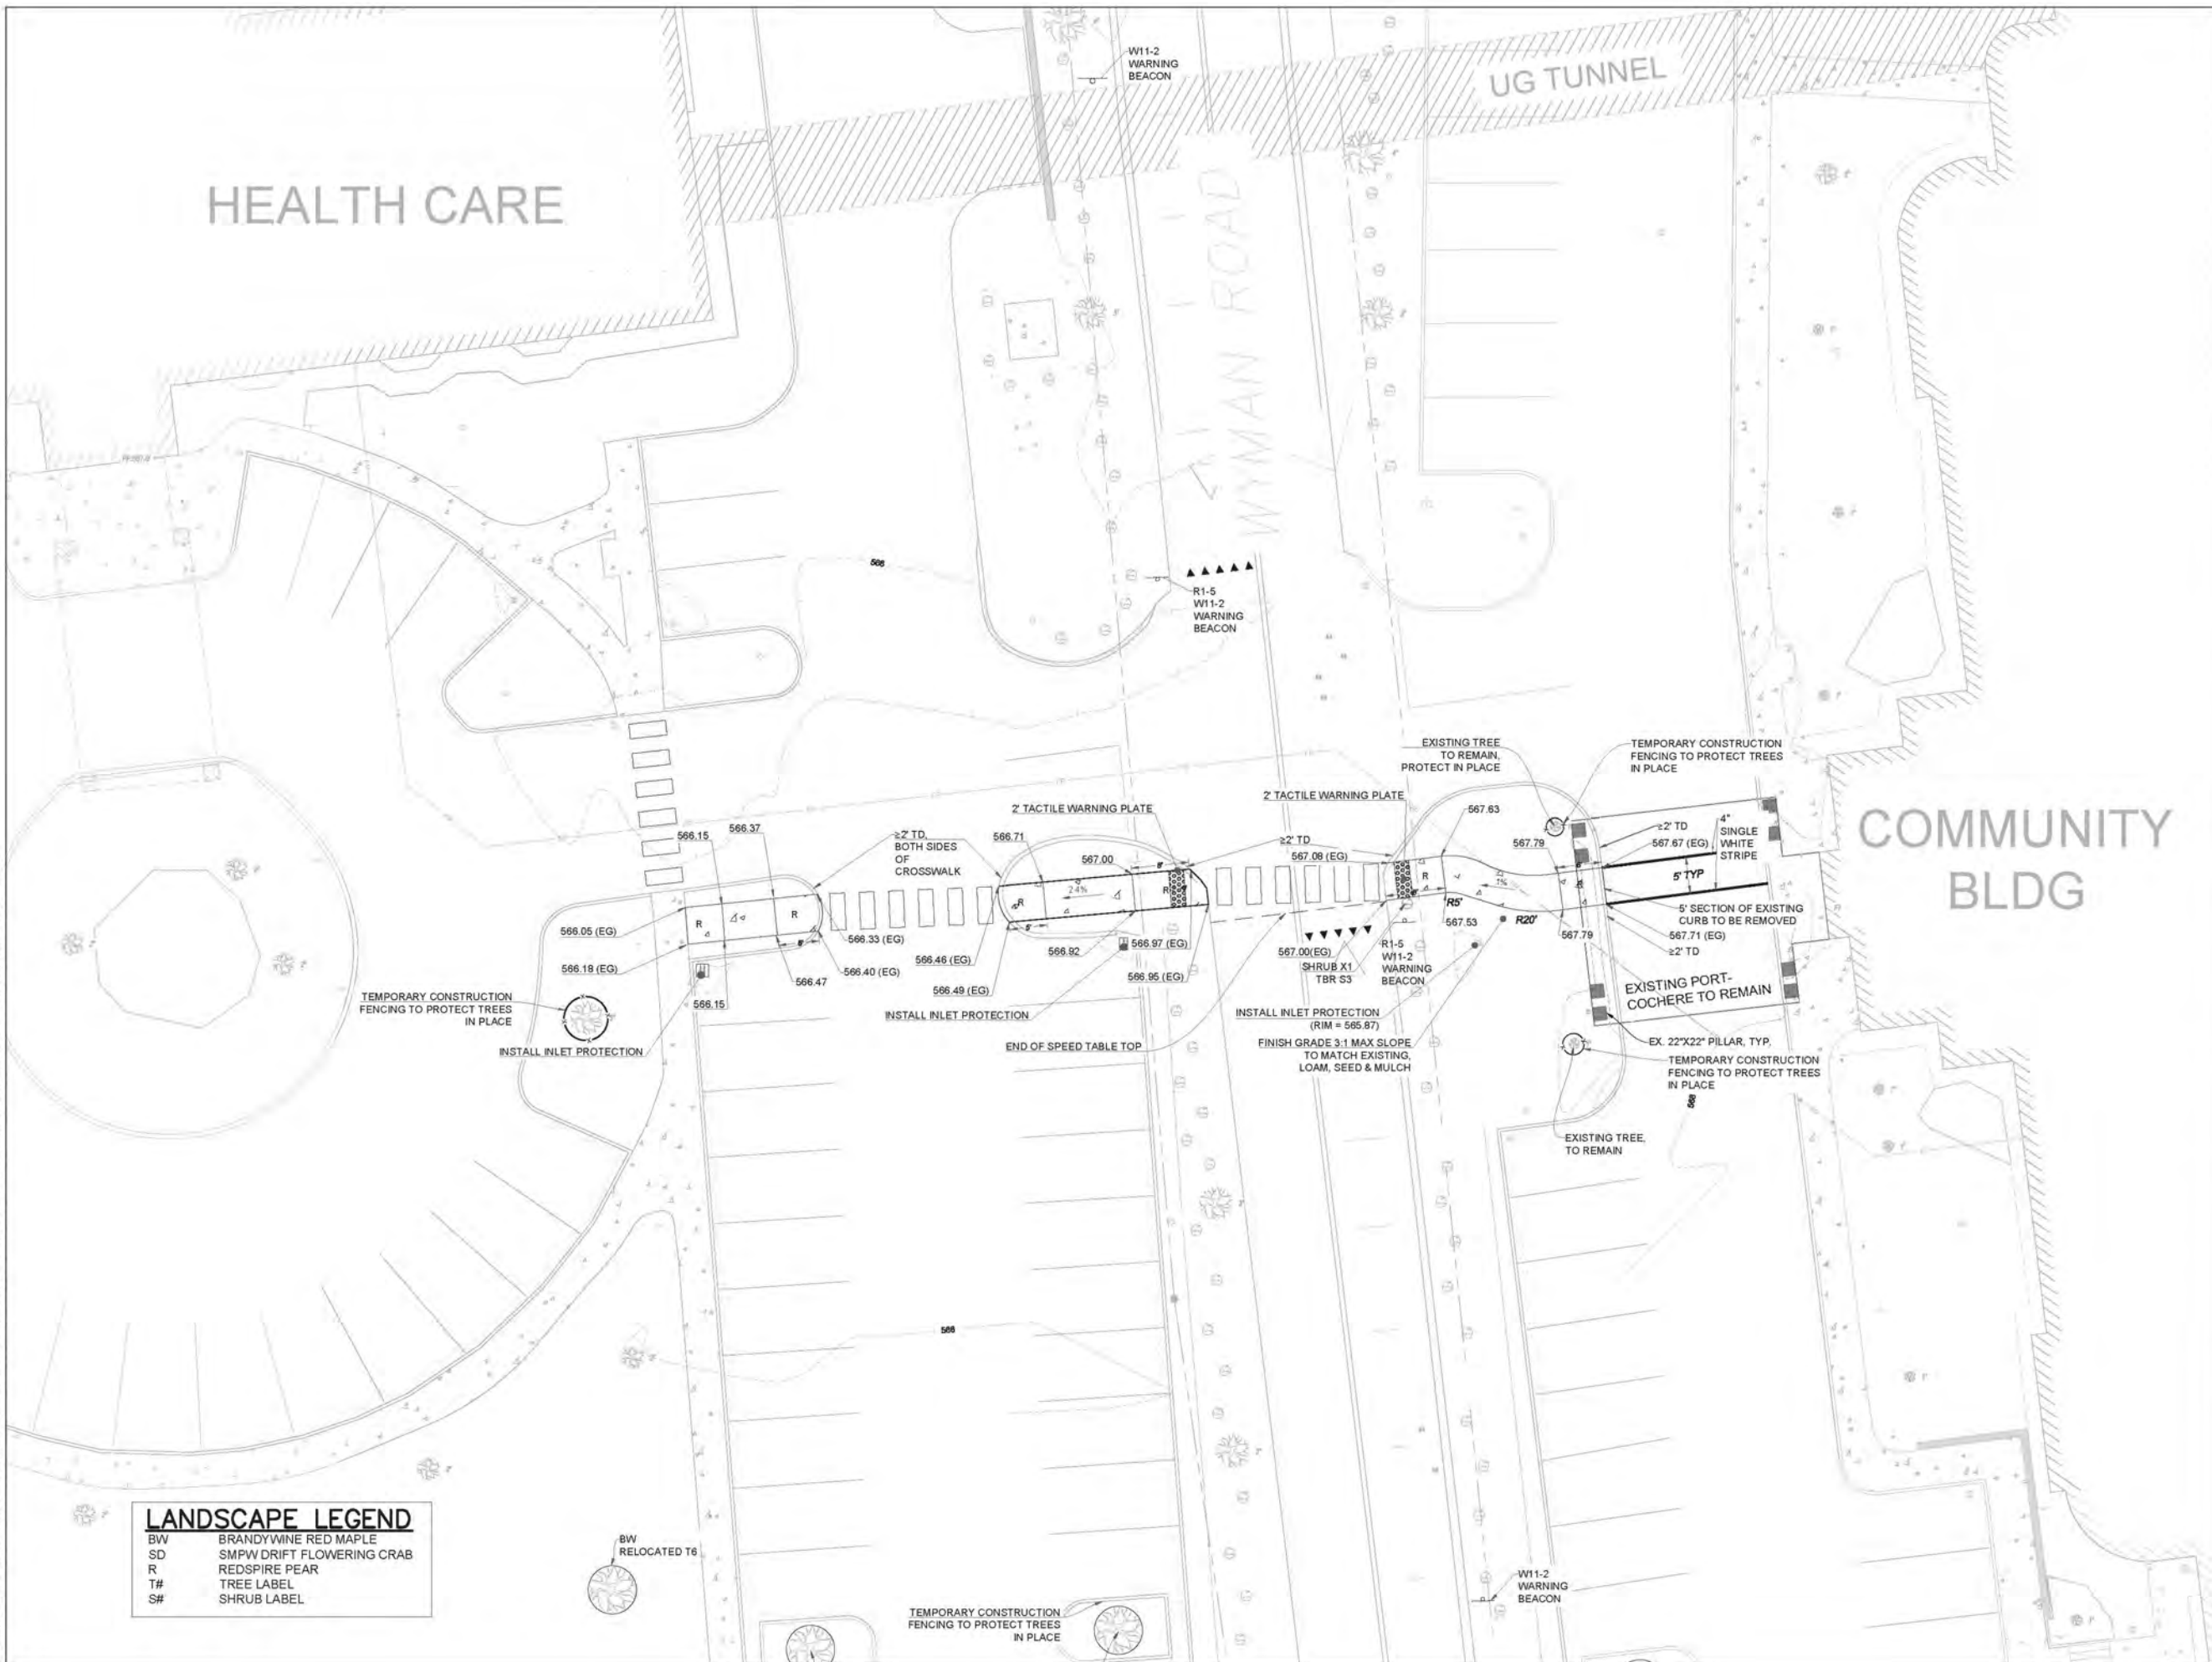 W11-2
WARNING
BEACON
UG TUNNEL
HEALTH CARE
WYMAN ROAD
566
R1-5
W11-2
WARNING
BEACON
EXISTING TREE
TO REMAIN,
PROTECT IN PLACE
TEMPORARY CONSTRUCTION
FENCING TO PROTECT TREES
IN PLACE
2' TACTILE WARNING PLATE
2' TACTILE WARNING PLATE
567.63
COMMUNITY
BLDG
566.15
566.37
≥2' TD,
BOTH SIDES
OF
CROSSWALK
566.71
567.00
≥2' TD
567.08 (EG)
567.79
≥2' TD
567.67 (EG)
4"
SINGLE
WHITE
STRIPE
5' TYP
2.4%
1%
R
R
R
R
R
R
5'
R5'
R20'
567.53
567.79
5' SECTION OF EXISTING
CURB TO BE REMOVED
567.71 (EG)
≥2' TD
566.05 (EG)
566.18 (EG)
566.33 (EG)
566.40 (EG)
566.47
566.15
566.46 (EG)
566.49 (EG)
566.92
566.97 (EG)
566.95 (EG)
567.00(EG)
SHRUB X1
TBR S3
R1-5
W11-2
WARNING
BEACON
EXISTING PORT-
COCHERE TO REMAIN
TEMPORARY CONSTRUCTION
FENCING TO PROTECT TREES
IN PLACE
INSTALL INLET PROTECTION
INSTALL INLET PROTECTION
INSTALL INLET PROTECTION
(RIM = 565.87)
END OF SPEED TABLE TOP
FINISH GRADE 3:1 MAX SLOPE
TO MATCH EXISTING,
LOAM, SEED & MULCH
EX. 22"X22" PILLAR, TYP.
TEMPORARY CONSTRUCTION
FENCING TO PROTECT TREES
IN PLACE
568
EXISTING TREE,
TO REMAIN
566
LANDSCAPE LEGEND
BW BRANDYWINE RED MAPLE
SD SMPW DRIFT FLOWERING CRAB
R REDSPIRE PEAR
T# TREE LABEL
S# SHRUB LABEL
BW
RELOCATED T6
TEMPORARY CONSTRUCTION
FENCING TO PROTECT TREES
IN PLACE
W11-2
WARNING
BEACON